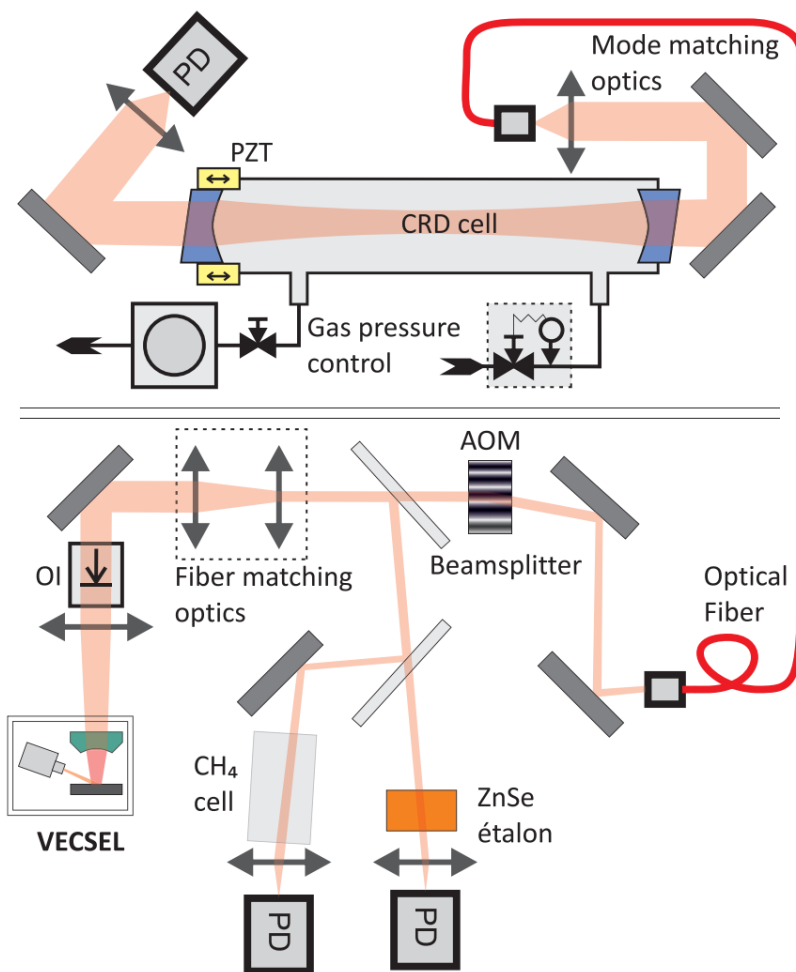 PD
Mode matching
optics
PZT
CRD cell
Gas pressure
control
AOM
OI
Fiber matching
optics
Beamsplitter
Optical
Fiber
CH₄
cell
ZnSe
étalon
VECSEL
PD
PD